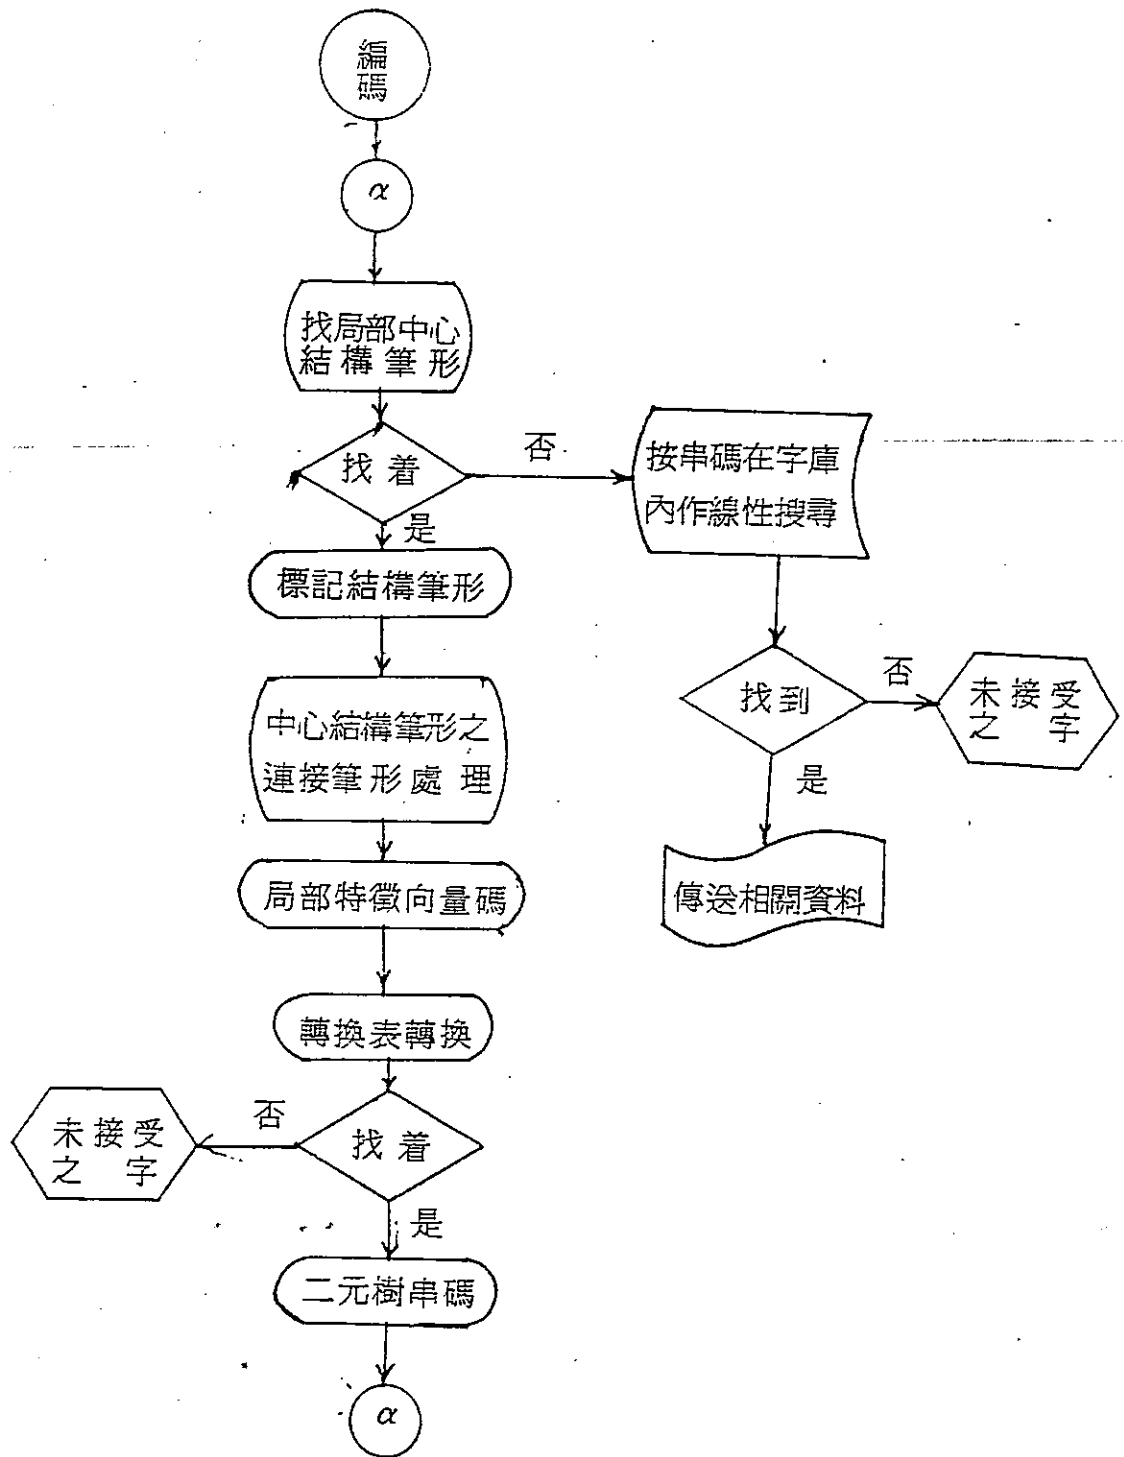 編
碼
α
找局部中心
結構筆形
找着
否
按串碼在字庫
內作線性搜尋
是
標記結構筆形
找到
否
未接受
之字
中心結構筆形之
連接筆形處理
是
局部特徵向量碼
傳送相關資料
轉換表轉換
找着
否
未接受
之字
是
二元樹串碼
α